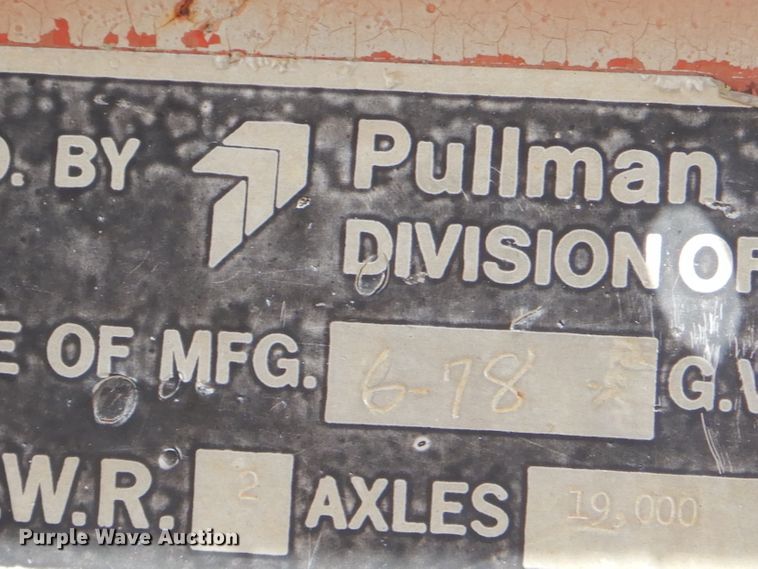 D. BY Pullman
DIVISION OF
E OF MFG. 6-78 G.V
.W.R. 2 AXLES 19,000
Purple Wave Auction